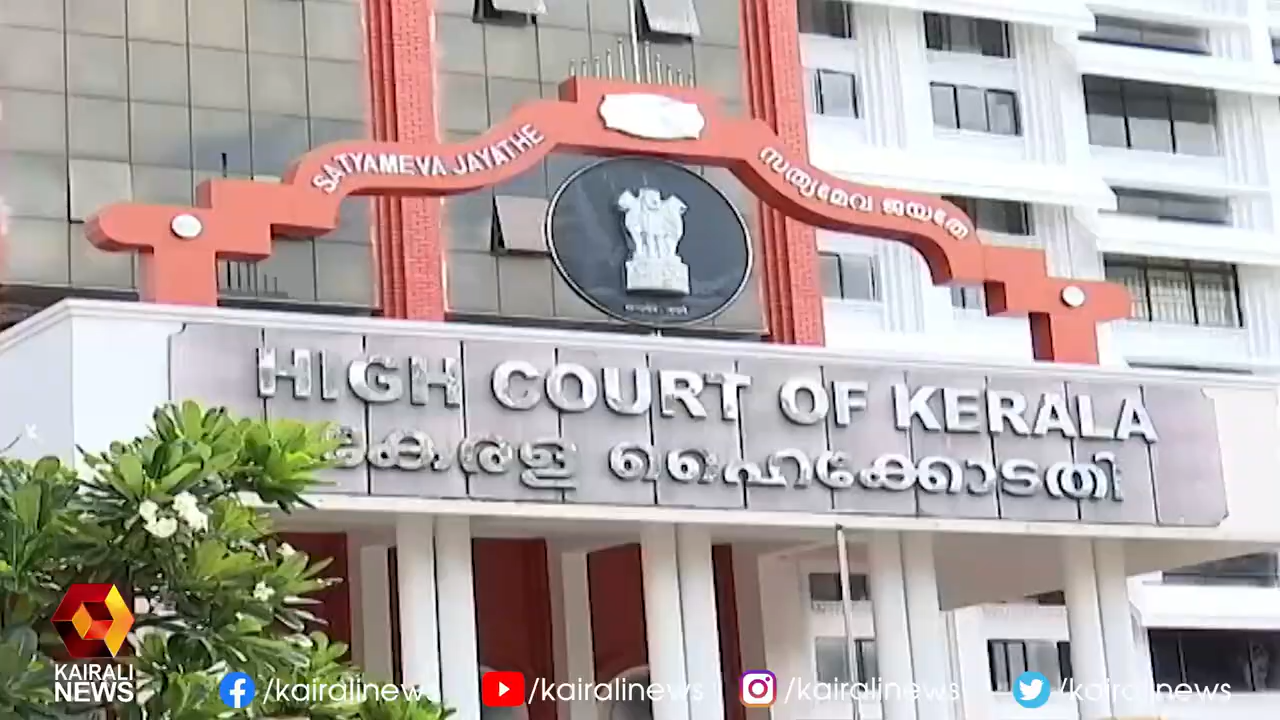 SATYAMEVA JAYATHE
സത്യമേവ ജയതേ
HIGH COURT OF KERALA
കേരള ഹൈക്കോടതി
KAIRALI
NEWS
/kairalinews
/kairalinews
/kairalinews
/kairalinews